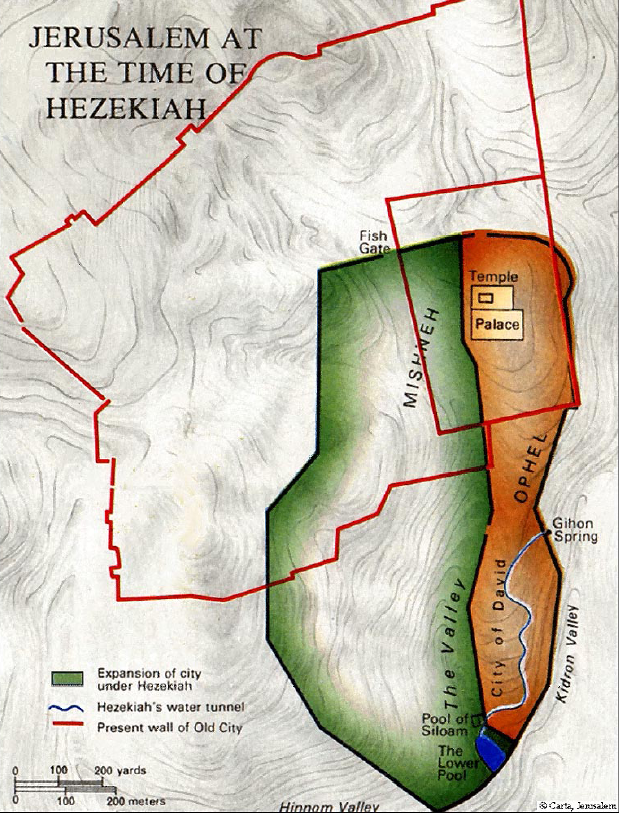 JERUSALEM AT
THE TIME OF
HEZEKIAH
Fish
Gate
Temple
Palace
MISHNEH
OPHEL
Gihon
Spring
City of David
The Valley
Kidron Valley
Expansion of city
under Hezekiah
Hezekiah's water tunnel
Present wall of Old City
Pool of
Siloam
The
Lower
Pool
0 100 200 yards
0 100 200 meters
Hinnom Valley
© Carta, Jerusalem